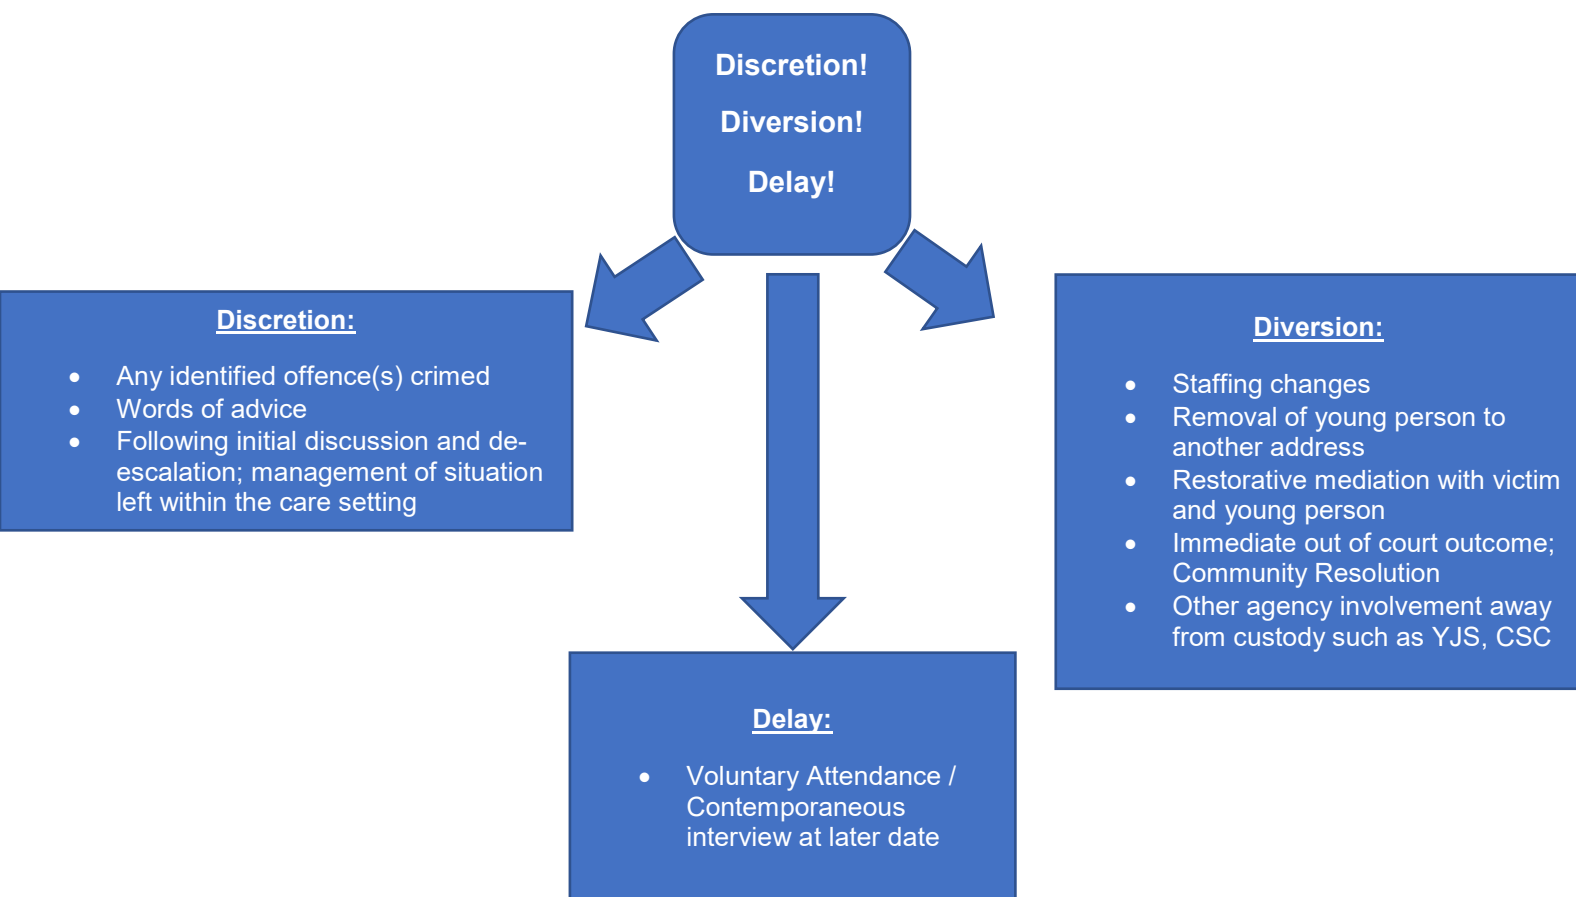 Discretion!
Diversion!
Delay!
Discretion:
• Any identified offence(s) crimed
• Words of advice
• Following initial discussion and de-
escalation; management of situation
left within the care setting
Diversion:
• Staffing changes
• Removal of young person to
another address
• Restorative mediation with victim
and young person
• Immediate out of court outcome;
Community Resolution
• Other agency involvement away
from custody such as YJS, CSC
Delay:
• Voluntary Attendance /
Contemporaneous
interview at later date